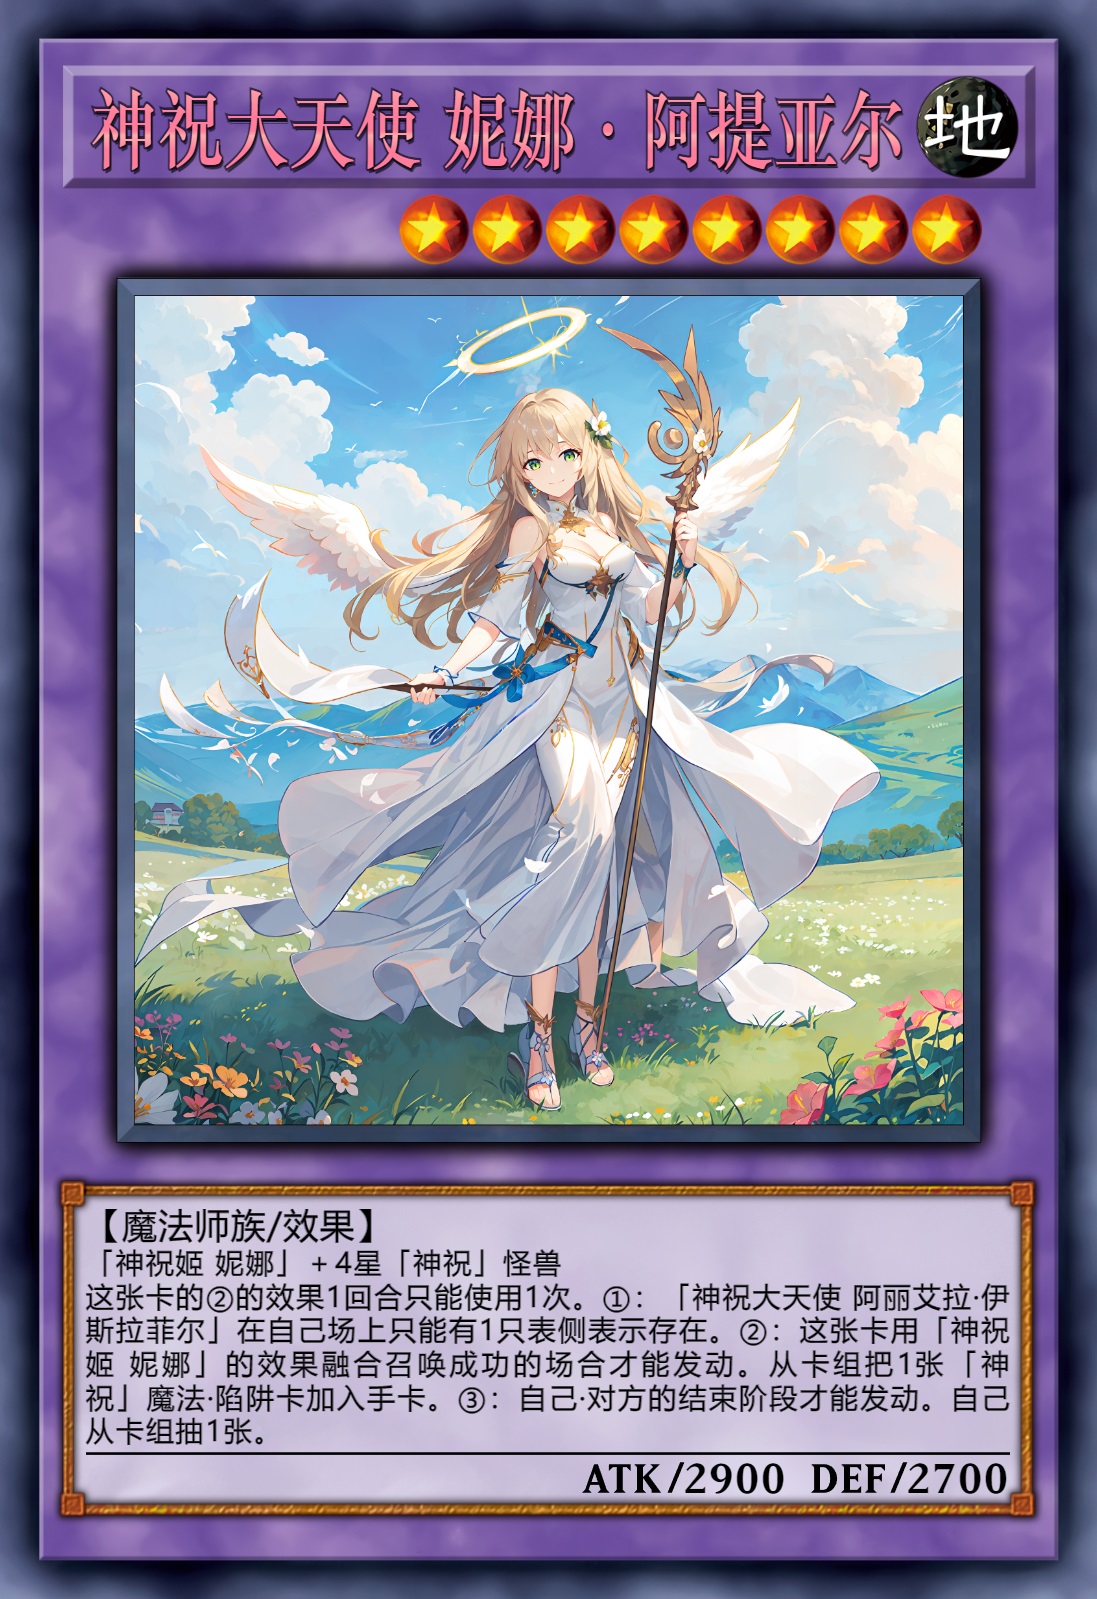 神祝大天使 妮娜·阿提亚尔
地
【魔法师族/效果】
「神祝姬 妮娜」+4星「神祝」怪兽
这张卡的②的效果1回合只能使用1次。①：「神祝大天使 阿丽艾拉·伊
斯拉菲尔」在自己场上只能有1只表侧表示存在。②：这张卡用「神祝
姬 妮娜」的效果融合召唤成功的场合才能发动。从卡组把1张「神
祝」魔法·陷阱卡加入手卡。③：自己·对方的结束阶段才能发动。自己
从卡组抽1张。
ATK/2900 DEF/2700